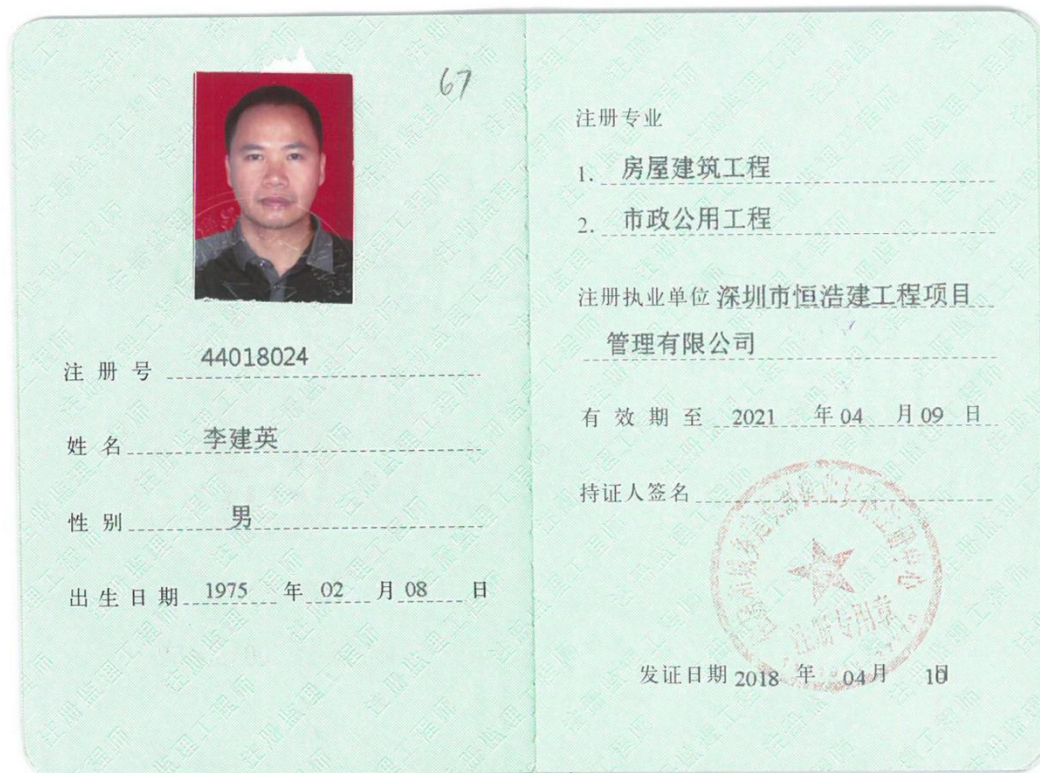 67
注册号 44018024
姓名 李建英
性别 男
出生日期 1975 年 02 月 08 日
注册专业
1. 房屋建筑工程
2. 市政公用工程
注册执业单位 深圳市恒浩建工程项目
管理有限公司
有效期至 2021 年 04 月 09 日
持证人签名
注册专用章
发证日期 2018 年 04 月 10 日